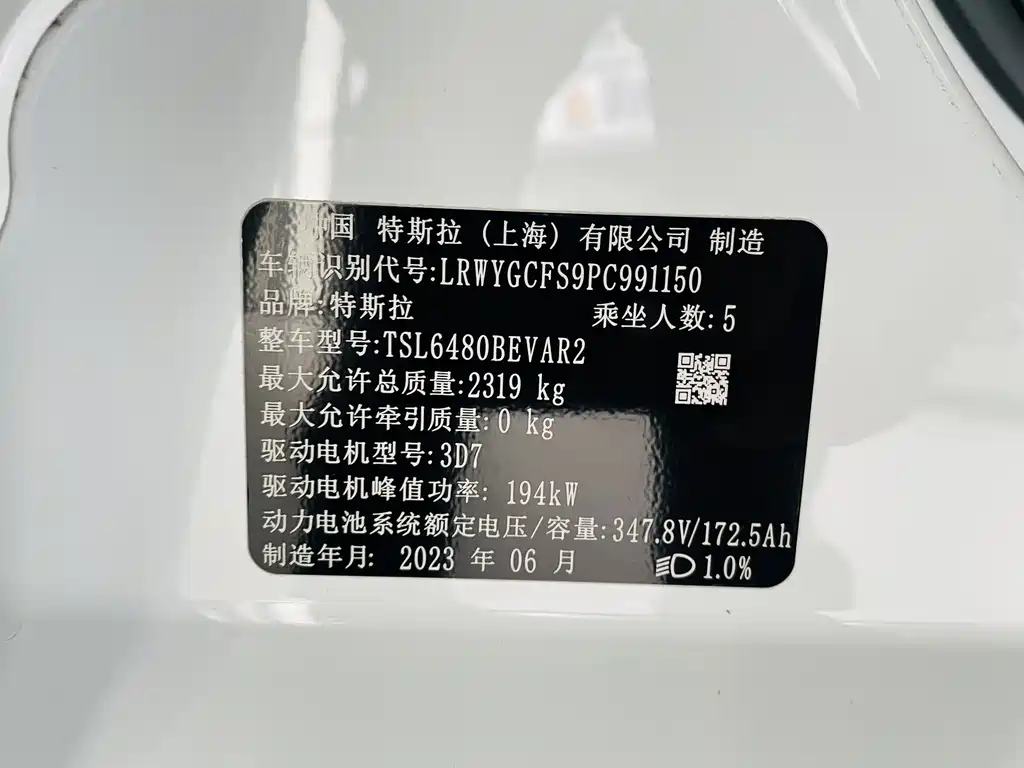 中国 特斯拉 (上海) 有限公司 制造
车辆识别代号:LRWYGCFS9PC991150
品牌:特斯拉 乘坐人数:5
整车型号:TSL6480BEVAR2
最大允许总质量:2319 kg
最大允许牵引质量:0 kg
驱动电机型号:3D7
驱动电机峰值功率: 194kW
动力电池系统额定电压/容量:347.8V/172.5Ah
制造年月: 2023 年 06 月 1.0%